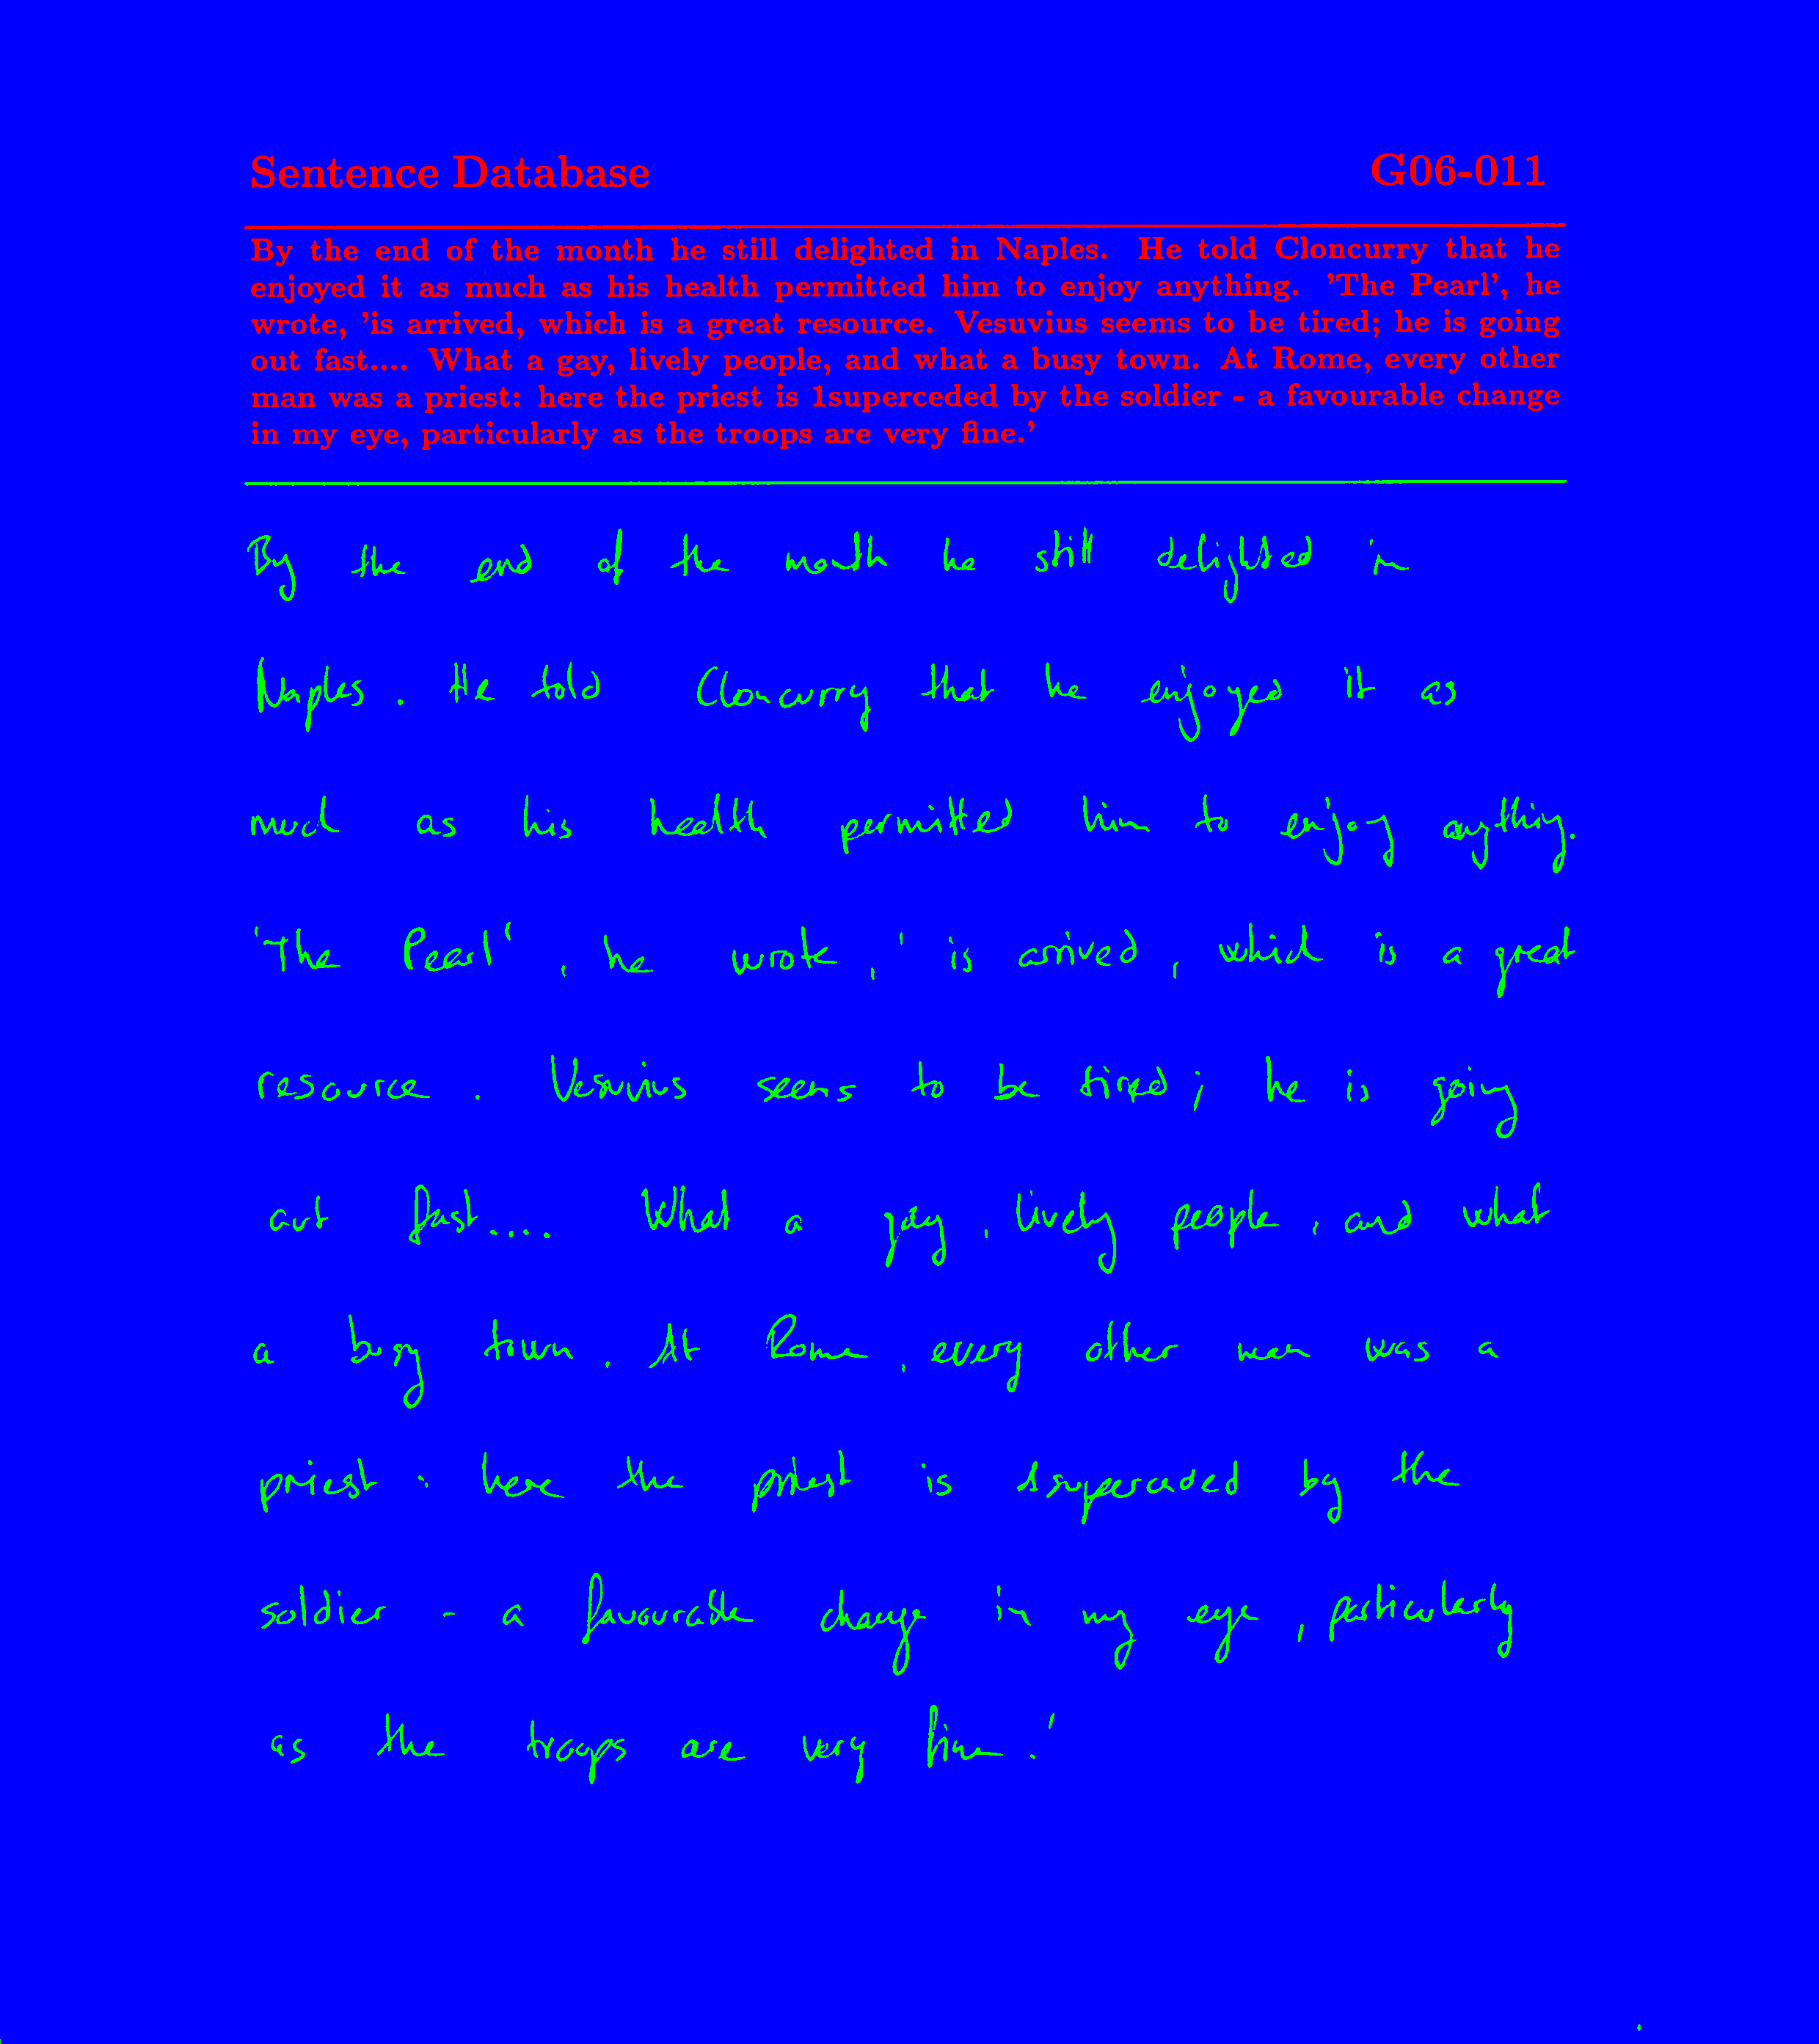 Sentence Database G06-011
By the end of the month he still delighted in Naples. He told Cloncurry that he
enjoyed it as much as his health permitted him to enjoy anything. 'The Pearl', he
wrote, 'is arrived, which is a great resource. Vesuvius seems to be tired; he is going
out fast.... What a gay, lively people, and what a busy town. At Rome, every other
man was a priest: here the priest is 1superceded by the soldier - a favourable change
in my eye, particularly as the troops are very fine.'
By the end of the month he still delighted in
Naples. He told Cloncurry that he enjoyed it as
much as his health permitted him to enjoy anything.
'The Pearl', he wrote, 'is arrived, which is a great
resource. Vesuvius seems to be tired; he is going
out fast.... What a gay, lively people, and what
a busy town. At Rome, every other man was a
priest: here the priest is 1superceded by the
soldier - a favourable change in my eye, particularly
as the troops are very fine.'